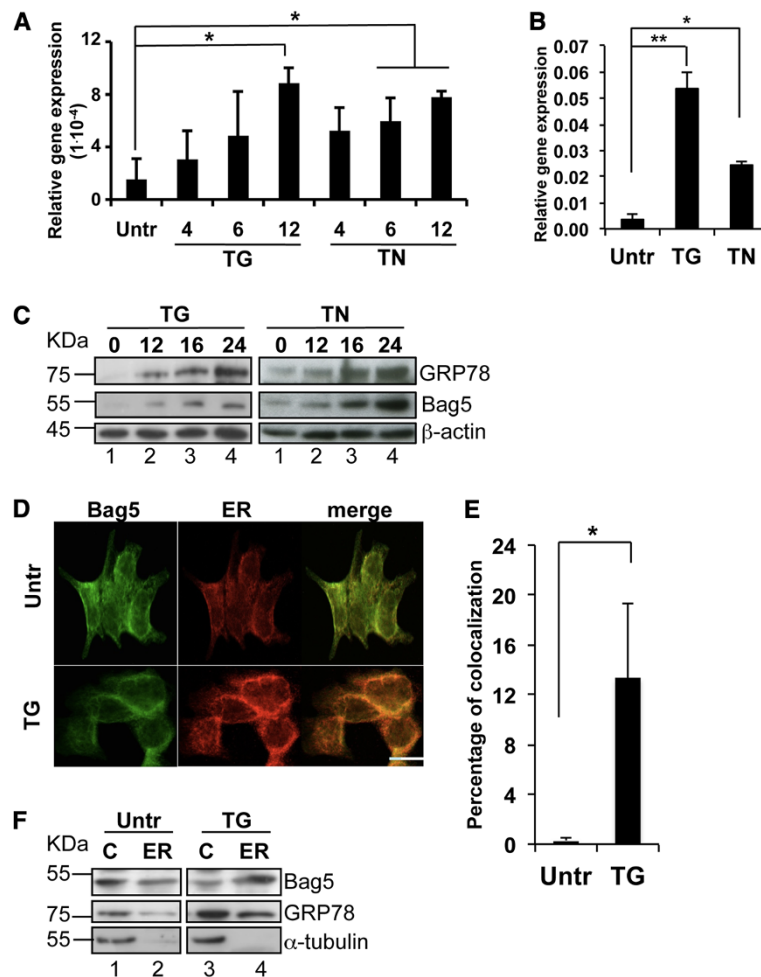 A
Relative gene expression
(1·10-4)
12
8
4
0
*
*
Untr 4 6 12 4 6 12
TG TN
B
Relative gene expression
0.07
0.06
0.05
0.04
0.03
0.02
0.01
0.00
*
**
Untr TG TN
C
TG TN
KDa 0 12 16 24 0 12 16 24
75 GRP78
55 Bag5
45 β-actin
1 2 3 4 1 2 3 4
D
Bag5 ER merge
Untr
TG
E
Percentage of colocalization
24
20
16
12
8
4
0
*
Untr TG
F
Untr TG
KDa C ER C ER
55 Bag5
75 GRP78
55 α-tubulin
1 2 3 4